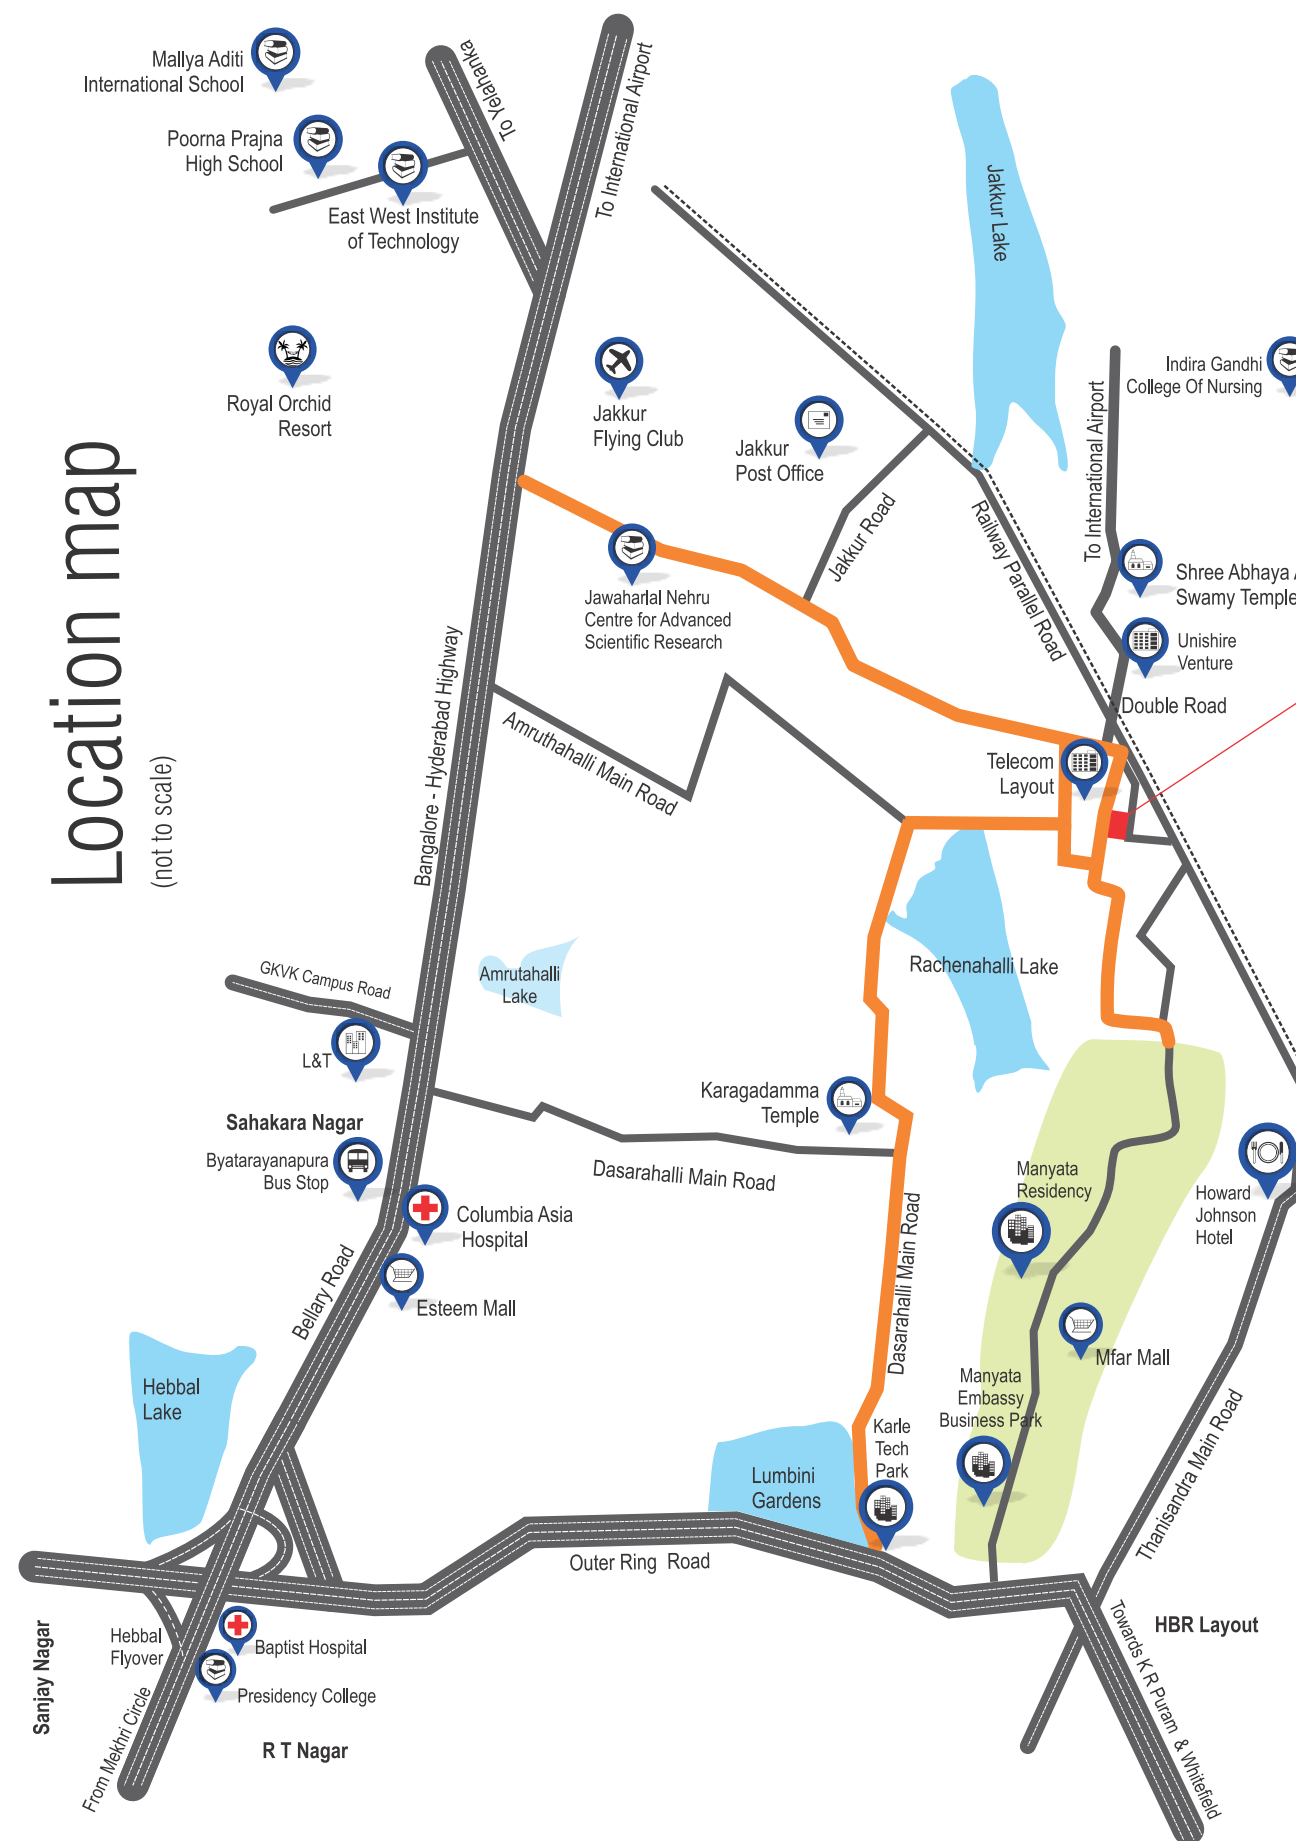 Mallya Aditi
International School
Poorna Prajna
High School
East West Institute
of Technology
To Yelahanka
To International Airport
Jakkur Lake
Royal Orchid
Resort
Jakkur
Flying Club
Jakkur
Post Office
Indira Gandhi
College Of Nursing
To International Airport
Location map
(not to scale)
Jakkur Road
Railway Parallel Road
Shree Abhaya
Swamy Temple
Jawaharlal Nehru
Centre for Advanced
Scientific Research
Unishire
Venture
Double Road
Bangalore - Hyderabad Highway
Amruthahalli Main Road
Telecom
Layout
GKVK Campus Road
Amrutahalli
Lake
Rachenahalli Lake
L&T
Sahakara Nagar
Byatarayanapura
Bus Stop
Karagadamma
Temple
Dasarahalli Main Road
Manyata
Residency
Howard
Johnson
Hotel
Columbia Asia
Hospital
Bellary Road
Esteem Mall
Dasarahalli Main Road
Mfar Mall
Hebbal
Lake
Manyata
Embassy
Business Park
Karle
Tech
Park
Lumbini
Gardens
Thanisandra Main Road
Outer Ring Road
Sanjay Nagar
Hebbal
Flyover
Baptist Hospital
Presidency College
From Mekhri Circle
R T Nagar
HBR Layout
Towards K R Puram & Whitefield